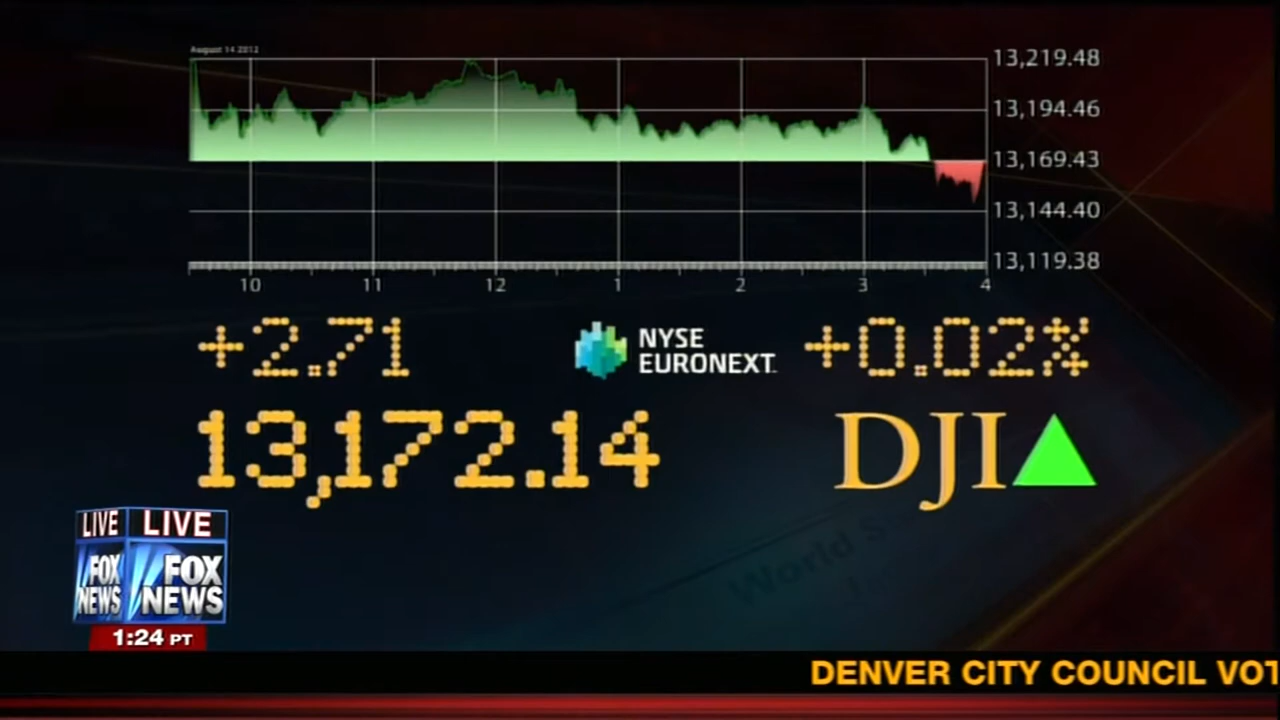 August 14 2012
13,219.48
13,194.46
13,169.43
13,144.40
13,119.38
10 11 12 1 2 3 4
+2.71
NYSE
EURONEXT
+0.02%
13,172.14
DJI
LIVE LIVE
FOX FOX
NEWS NEWS
1:24 PT
DENVER CITY COUNCIL VOT
World S